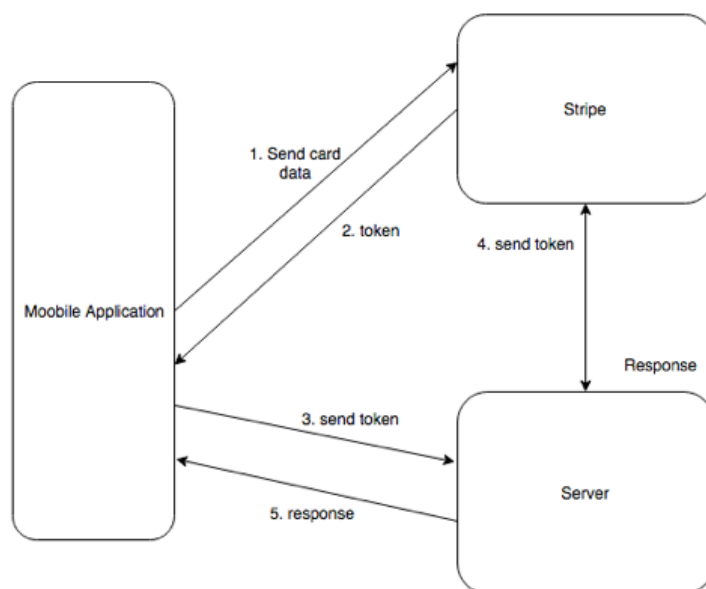 Stripe
1. Send card
data
2. token
4. send token
Moobile Application
Response
3. send token
Server
5. response